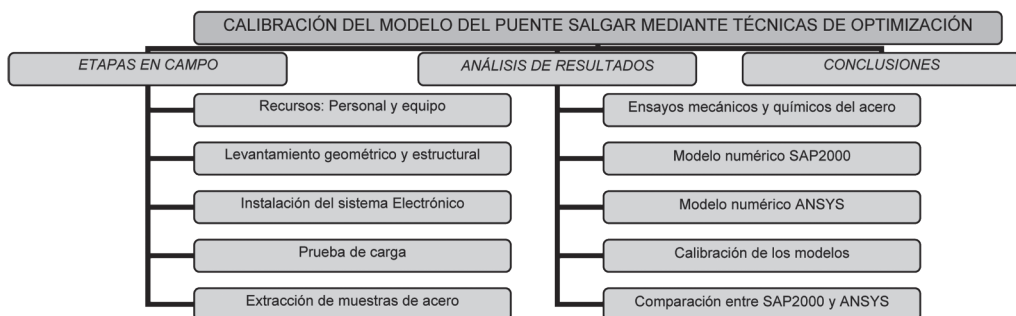 CALIBRACIÓN DEL MODELO DEL PUENTE SALGAR MEDIANTE TÉCNICAS DE OPTIMIZACIÓN
ETAPAS EN CAMPO
Recursos: Personal y equipo
Levantamiento geométrico y estructural
Instalación del sistema Electrónico
Prueba de carga
Extracción de muestras de acero
ANÁLISIS DE RESULTADOS
Ensayos mecánicos y químicos del acero
Modelo numérico SAP2000
Modelo numérico ANSYS
Calibración de los modelos
Comparación entre SAP2000 y ANSYS
CONCLUSIONES